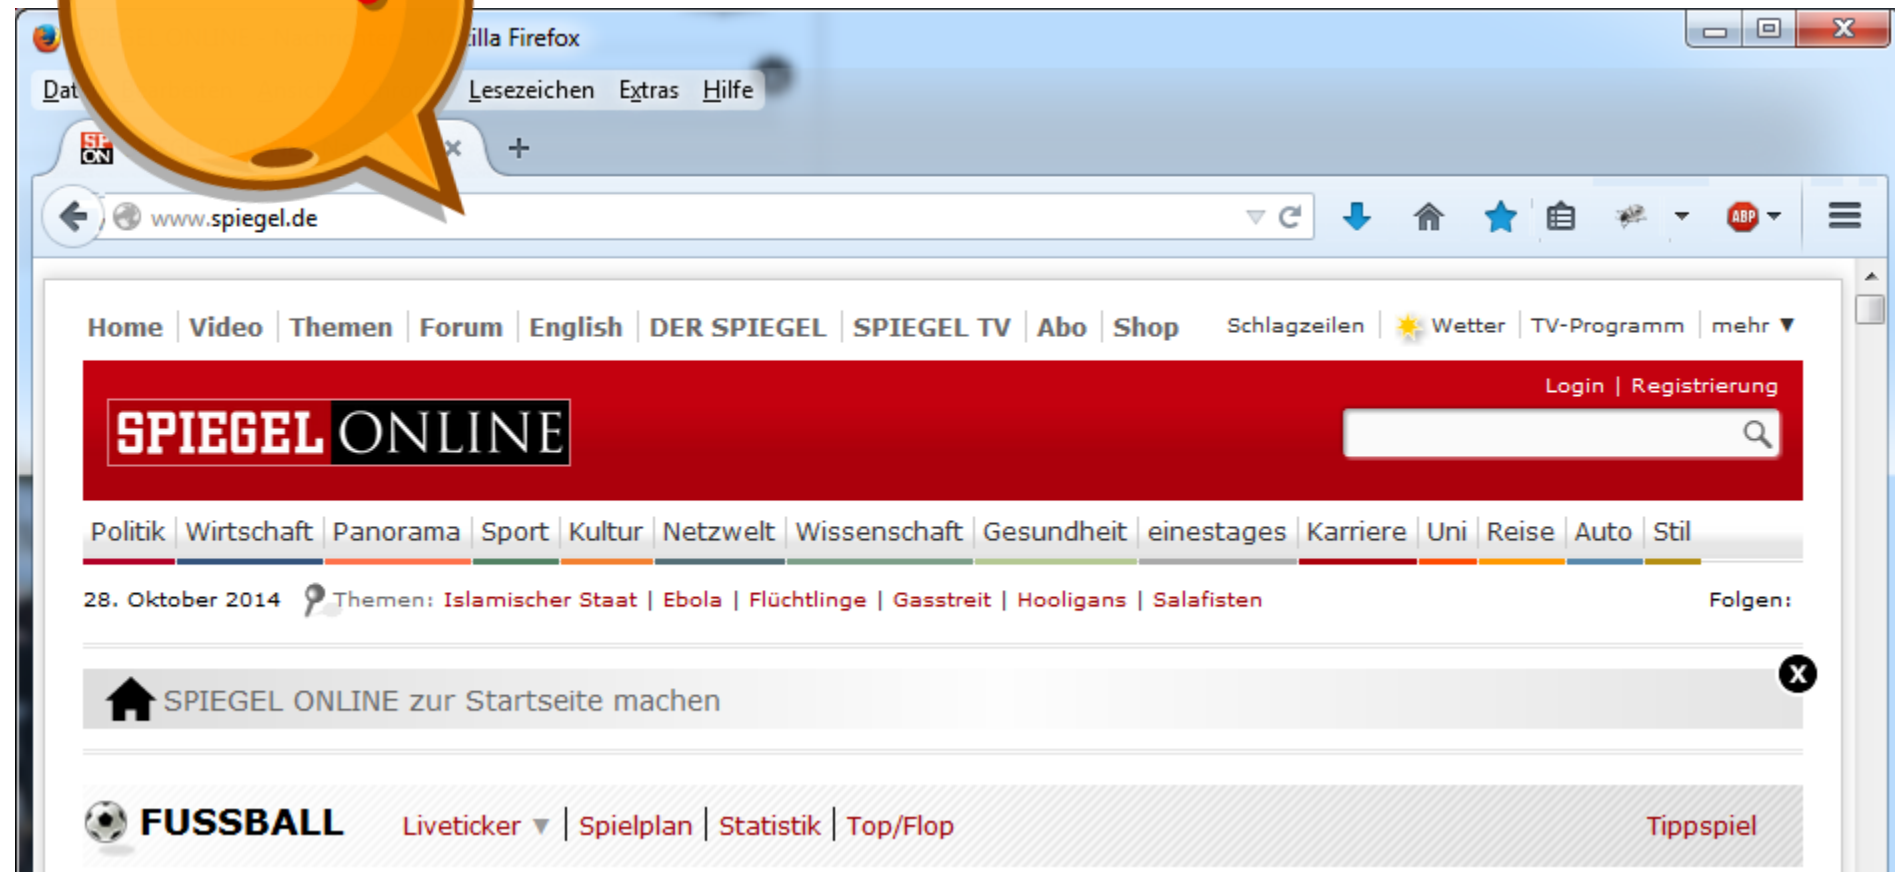 illa Firefox
Dat Lesezeichen Extras Hilfe
SP
ON
www.spiegel.de
ABP
Home Video Themen Forum English DER SPIEGEL SPIEGEL TV Abo Shop Schlagzeilen Wetter TV-Programm mehr ▼
Login | Registrierung
SPIEGEL ONLINE
Politik Wirtschaft Panorama Sport Kultur Netzwelt Wissenschaft Gesundheit einestages Karriere Uni Reise Auto Stil
28. Oktober 2014 Themen: Islamischer Staat | Ebola | Flüchtlinge | Gasstreit | Hooligans | Salafisten Folgen:
SPIEGEL ONLINE zur Startseite machen
FUSSBALL Liveticker ▼ | Spielplan | Statistik | Top/Flop Tippspiel